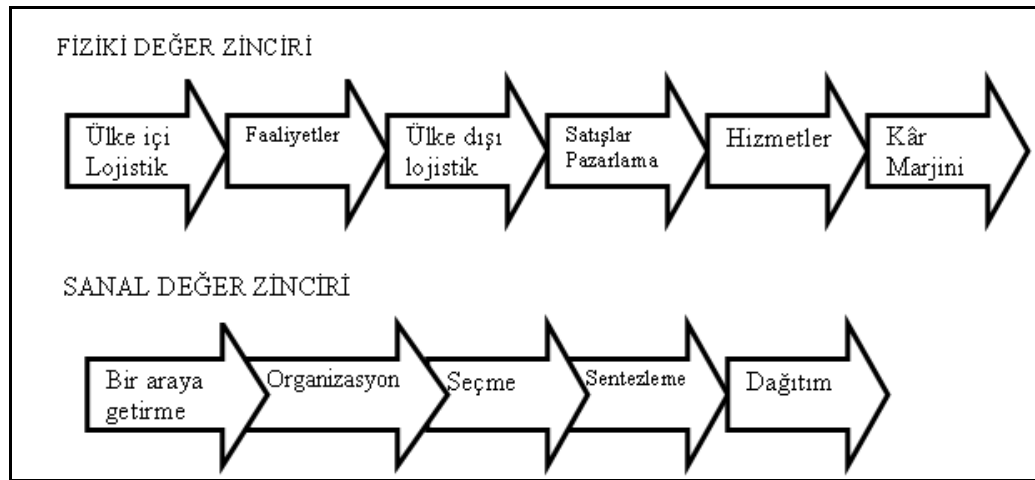 FİZİKİ DEĞER ZİNCİRİ
Ülke içi
Lojistik
Faaliyetler
Ülke dışı
lojistik
Satışlar
Pazarlama
Hizmetler
Kâr
Marjini
SANAL DEĞER ZİNCİRİ
Bir araya
getirme
Organizasyon
Seçme
Sentezleme
Dağıtım